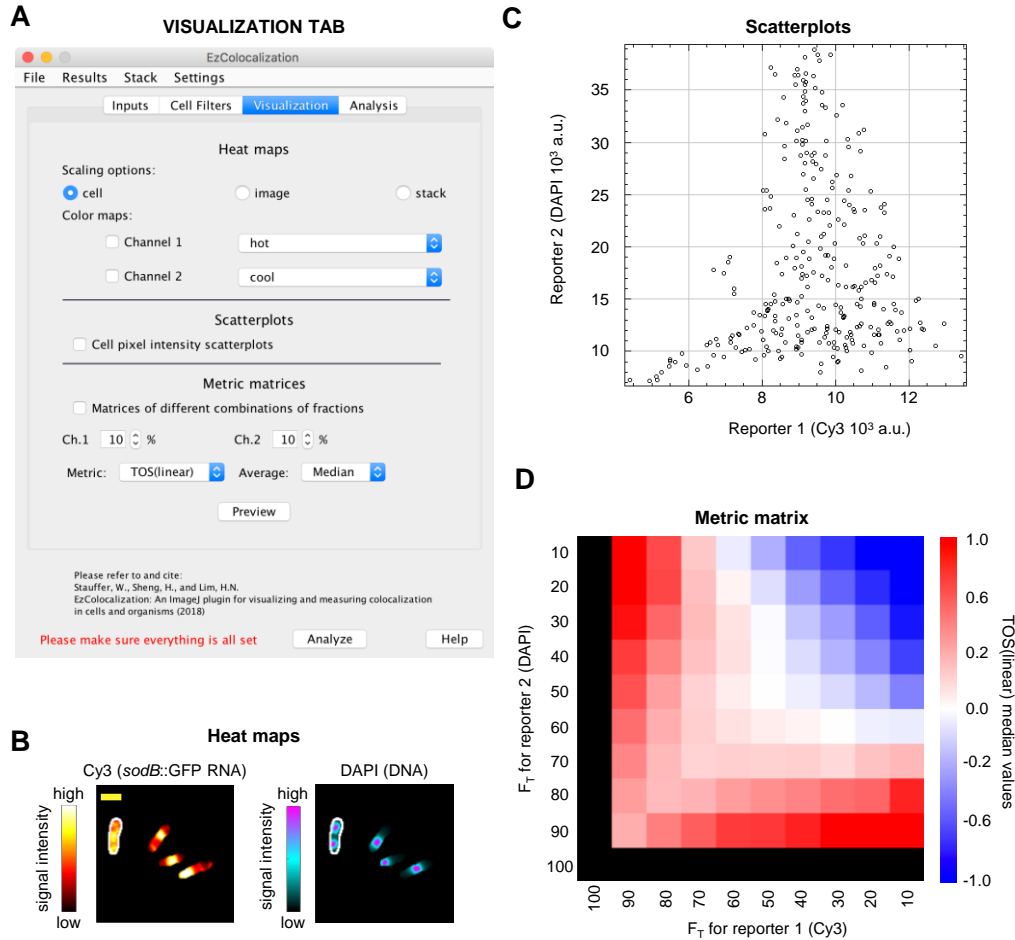 A
VISUALIZATION TAB
EzColocalization
File Results Stack Settings
Inputs Cell Filters Visualization Analysis
Heat maps
Scaling options:
cell image stack
Color maps:
Channel 1 hot
Channel 2 cool
Scatterplots
Cell pixel intensity scatterplots
Metric matrices
Matrices of different combinations of fractions
Ch.1 10 % Ch.2 10 %
Metric: TOS(linear) Average: Median
Preview
Please refer to and cite:
Stauffer, W., Sheng, H., and Lim, H.N.
EzColocalization: An ImageJ plugin for visualizing and measuring colocalization
in cells and organisms (2018)
Please make sure everything is all set Analyze Help
B
Heat maps
Cy3 (sodB::GFP RNA) DAPI (DNA)
high high
signal intensity signal intensity
low low
C
Scatterplots
Reporter 2 (DAPI 10³ a.u.)
35
30
25
20
15
10
6 8 10 12
Reporter 1 (Cy3 10³ a.u.)
D
Metric matrix
F_T for reporter 2 (DAPI)
10
20
30
40
50
60
70
80
90
100
100 90 80 70 60 50 40 30 20 10
F_T for reporter 1 (Cy3)
1.0
0.6
0.2
0.0
-0.2
-0.6
-1.0
TOS(linear) median values